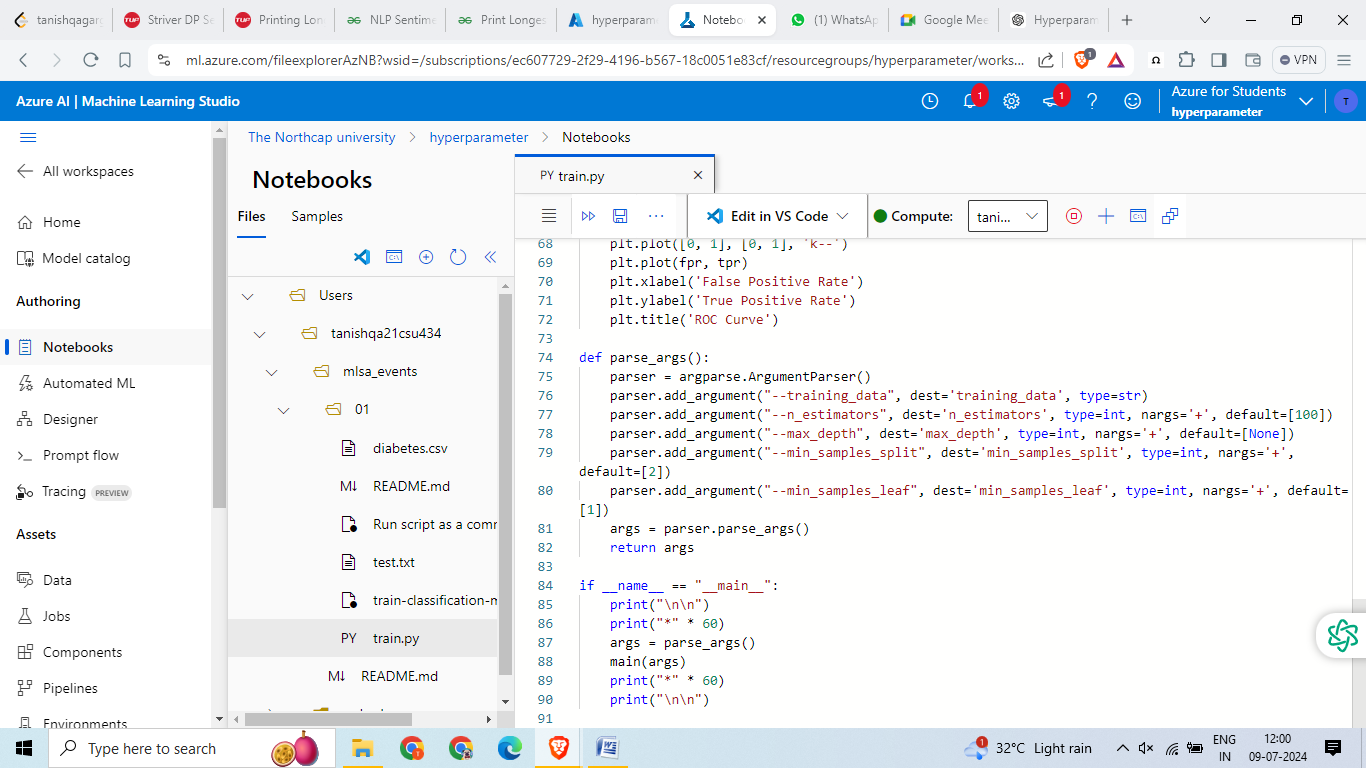 tanishqagarg
Striver DP Se
Printing Lon
NLP Sentime
Print Longes
hyperparame
Notebo
(1) WhatsAp
Google Mee
Hyperparam
ml.azure.com/fileexplorerAzNB?wsid=/subscriptions/ec607729-2f29-4196-b567-18c0051e83cf/resourcegroups/hyperparameter/works...
1
VPN
Azure AI | Machine Learning Studio
1
1
Azure for Students
hyperparameter
T
All workspaces
Home
Model catalog
Authoring
Notebooks
Automated ML
Designer
Prompt flow
Tracing PREVIEW
Assets
Data
Jobs
Components
Pipelines
Environments
The Northcap university > hyperparameter > Notebooks
Notebooks
Files Samples
Users
tanishqa21csu434
mlsa_events
01
diabetes.csv
README.md
Run script as a comm
test.txt
train-classification-m
PY train.py
README.md
PY train.py
Edit in VS Code
Compute:
tani...
68 plt.plot([0, 1], [0, 1], 'k--')
69 plt.plot(fpr, tpr)
70 plt.xlabel('False Positive Rate')
71 plt.ylabel('True Positive Rate')
72 plt.title('ROC Curve')
73
74 def parse_args():
75 parser = argparse.ArgumentParser()
76 parser.add_argument("--training_data", dest='training_data', type=str)
77 parser.add_argument("--n_estimators", dest='n_estimators', type=int, nargs='+', default=[100])
78 parser.add_argument("--max_depth", dest='max_depth', type=int, nargs='+', default=[None])
79 parser.add_argument("--min_samples_split", dest='min_samples_split', type=int, nargs='+',
default=[2])
80 parser.add_argument("--min_samples_leaf", dest='min_samples_leaf', type=int, nargs='+', default=
[1])
81 args = parser.parse_args()
82 return args
83
84 if __name__ == "__main__":
85 print("\n\n")
86 print("*" * 60)
87 args = parse_args()
88 main(args)
89 print("*" * 60)
90 print("\n\n")
91
Type here to search
1
32°C Light rain
ENG
IN
12:00
09-07-2024